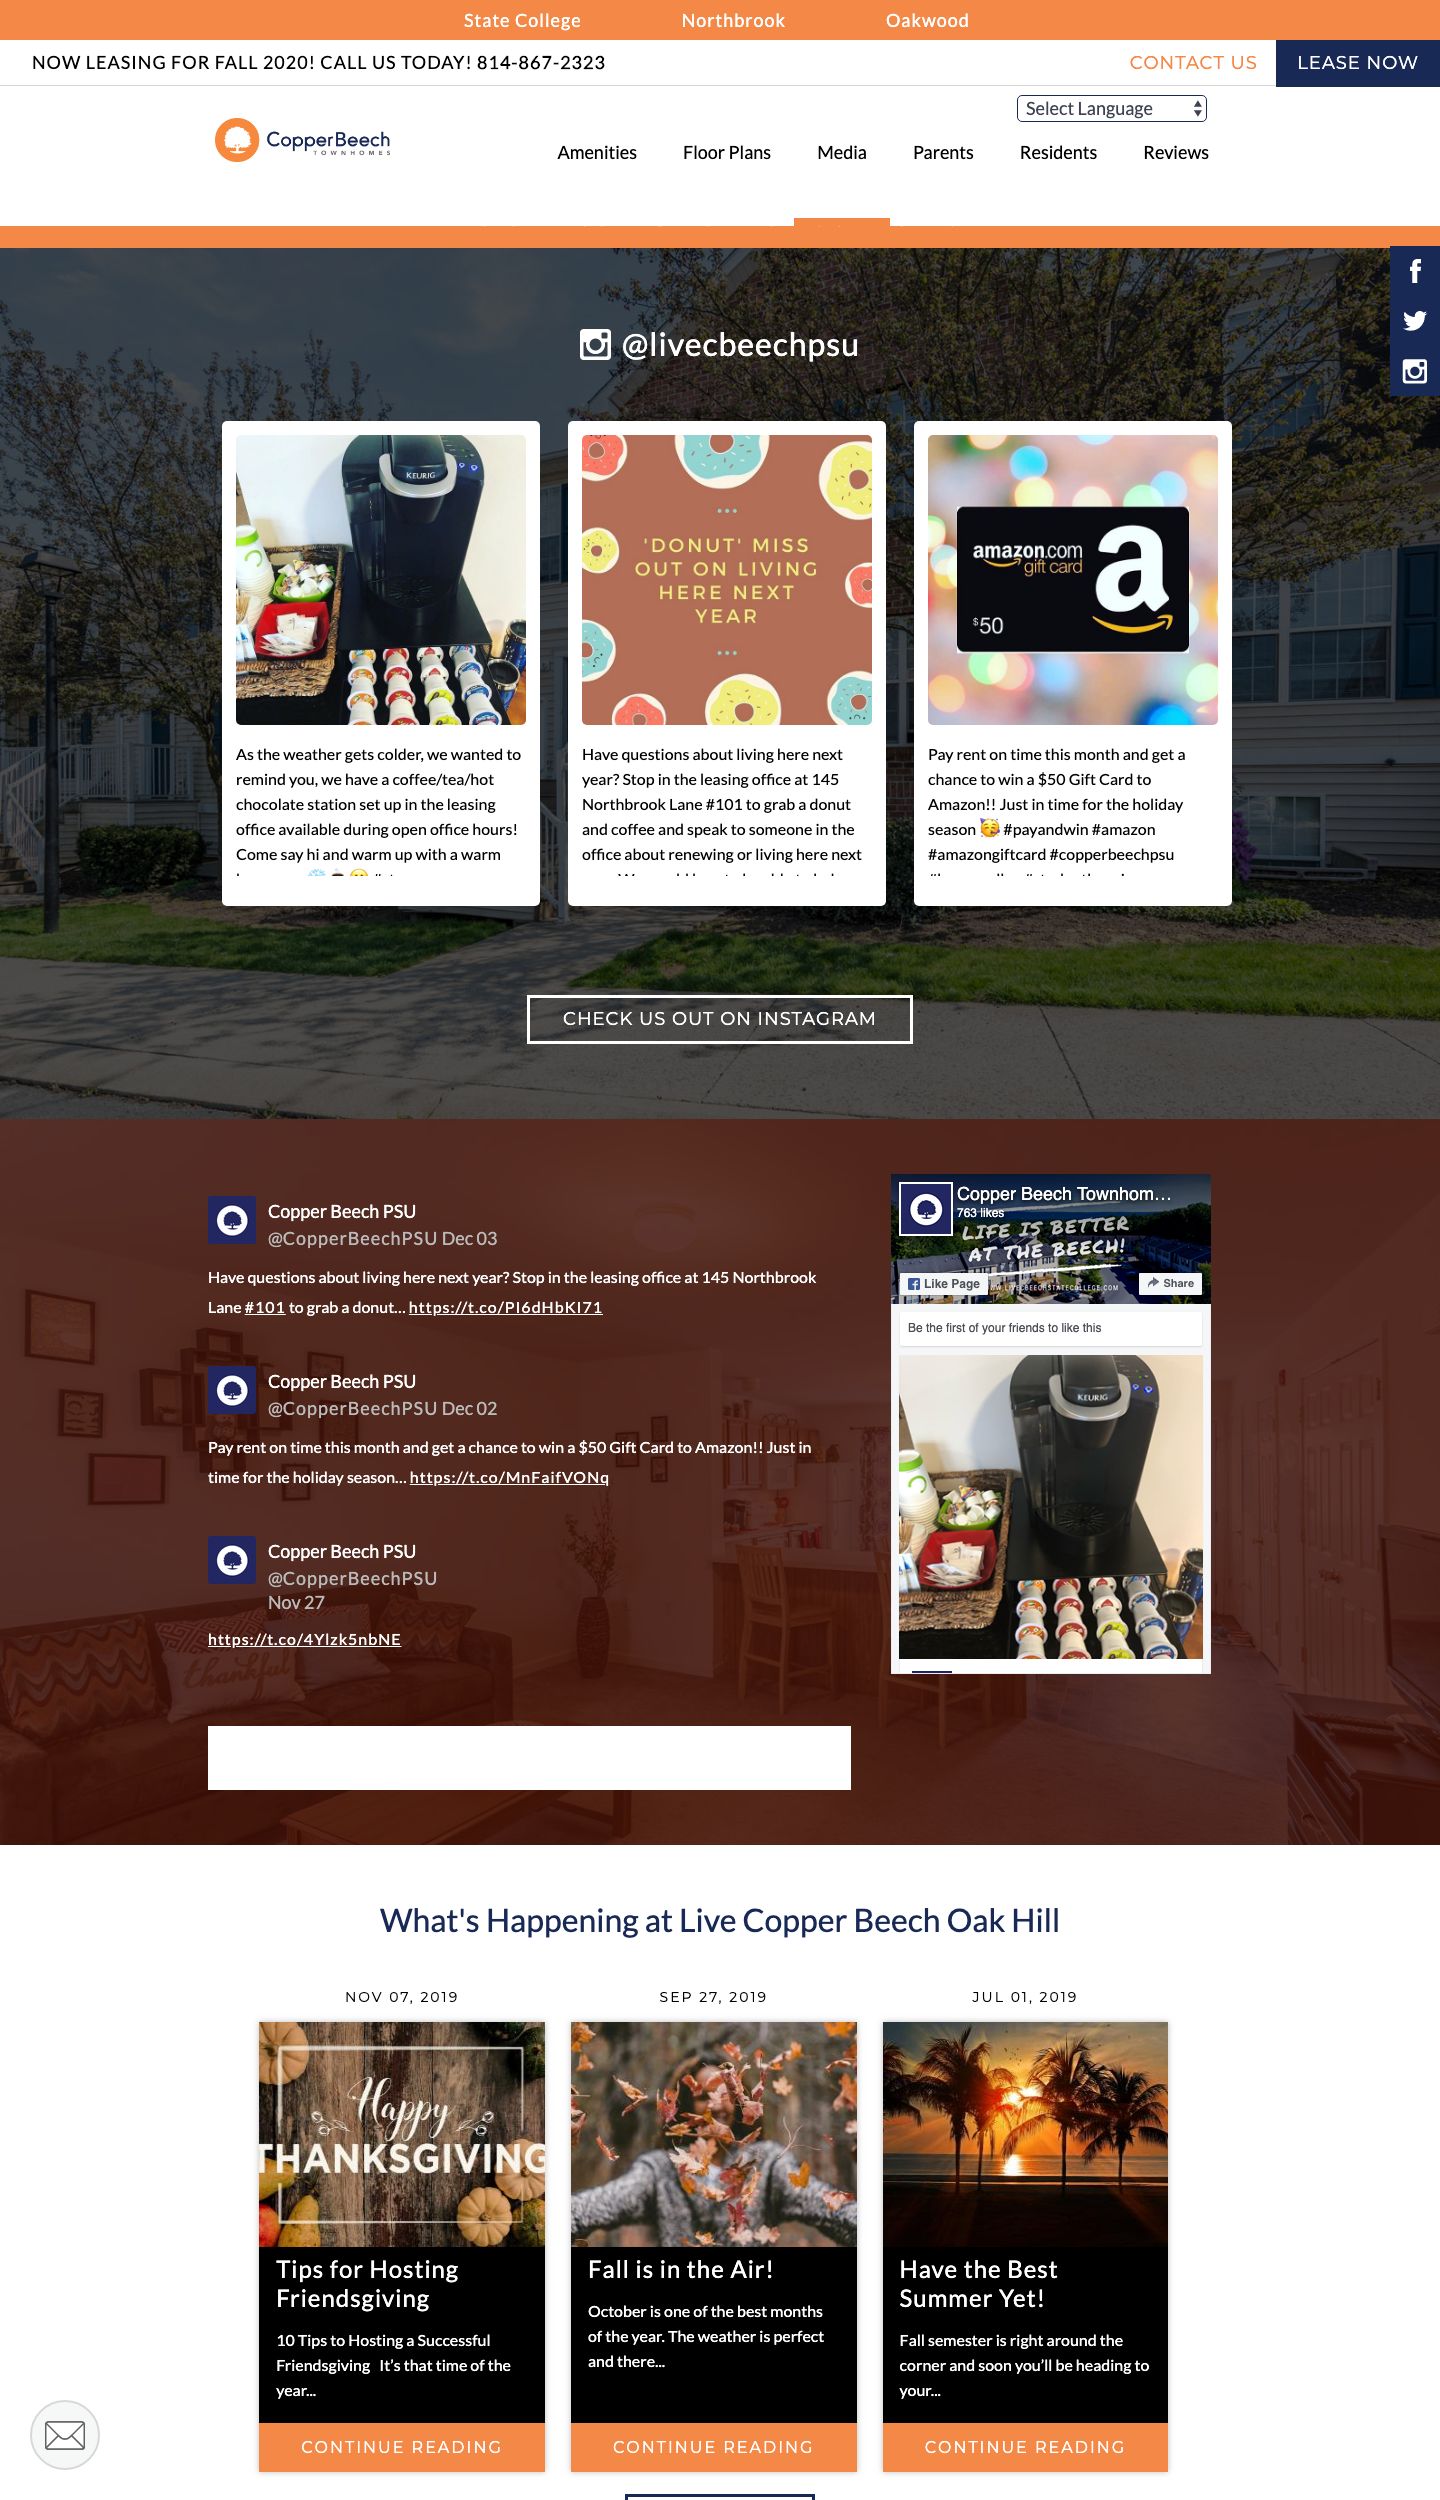 State College
Northbrook
Oakwood
NOW LEASING FOR FALL 2020! CALL US TODAY! 814-867-2323
CONTACT US
LEASE NOW
Select Language
CopperBeech
TOWNHOMES
Amenities
Floor Plans
Media
Parents
Residents
Reviews
@livecbeechpsu
KEURIG
As the weather gets colder, we wanted to
remind you, we have a coffee/tea/hot
chocolate station set up in the leasing
office available during open office hours!
Come say hi and warm up with a warm
'DONUT' MISS
OUT ON LIVING
HERE NEXT
YEAR
Have questions about living here next
year? Stop in the leasing office at 145
Northbrook Lane #101 to grab a donut
and coffee and speak to someone in the
office about renewing or living here next
amazon.com
gift card
a
$50
Pay rent on time this month and get a
chance to win a $50 Gift Card to
Amazon!! Just in time for the holiday
season 🥳 #payandwin #amazon
#amazongiftcard #copperbeechpsu
CHECK US OUT ON INSTAGRAM
Copper Beech PSU
@CopperBeechPSU Dec 03
Have questions about living here next year? Stop in the leasing office at 145 Northbrook
Lane #101 to grab a donut... https://t.co/PI6dHbKI71
Copper Beech PSU
@CopperBeechPSU Dec 02
Pay rent on time this month and get a chance to win a $50 Gift Card to Amazon!! Just in
time for the holiday season... https://t.co/MnFaifVONq
Copper Beech PSU
@CopperBeechPSU
Nov 27
https://t.co/4Ylzk5nbNE
Thankful
Copper Beech Townhom...
763 likes
LIFE IS BETTER
AT THE BEECH!
Like Page
WWW.LIVECBEECHSTATECOLLEGE.COM
Share
Be the first of your friends to like this
KEURIG
What's Happening at Live Copper Beech Oak Hill
NOV 07, 2019
Happy
THANKSGIVING
Tips for Hosting
Friendsgiving
10 Tips to Hosting a Successful
Friendsgiving It's that time of the
year...
CONTINUE READING
SEP 27, 2019
Fall is in the Air!
October is one of the best months
of the year. The weather is perfect
and there...
CONTINUE READING
JUL 01, 2019
Have the Best
Summer Yet!
Fall semester is right around the
corner and soon you'll be heading to
your...
CONTINUE READING